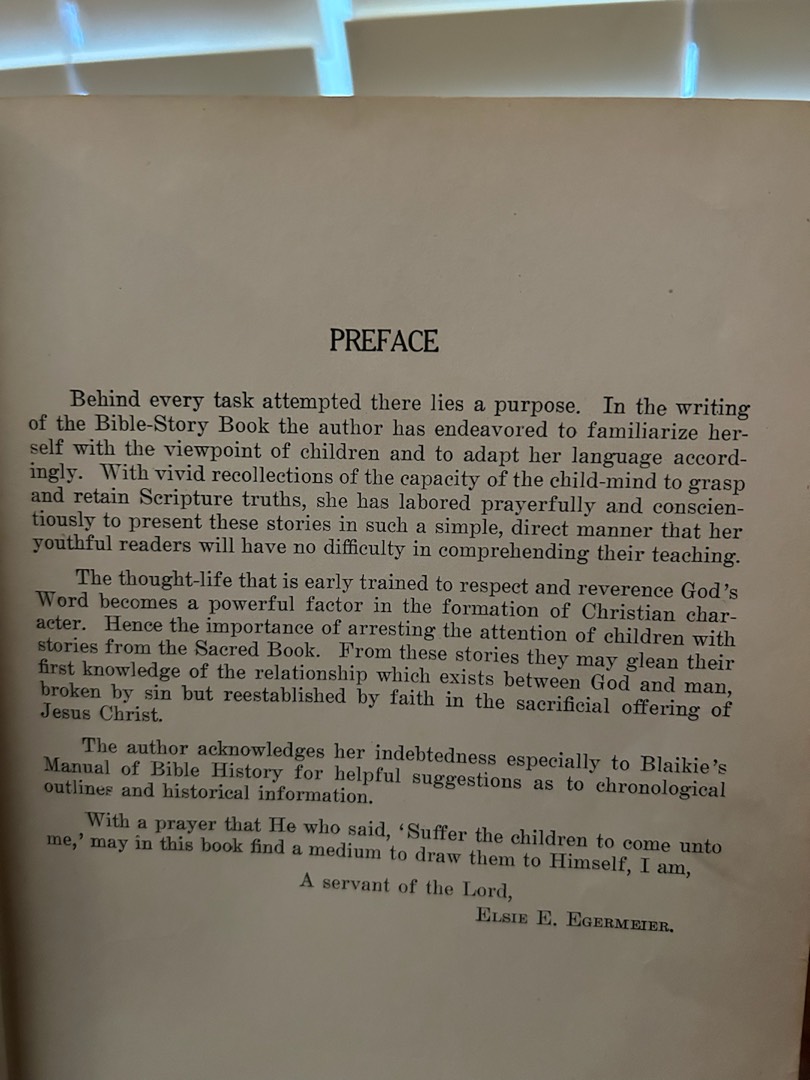 PREFACE
Behind every task attempted there lies a purpose. In the writing
of the Bible-Story Book the author has endeavored to familiarize her-
self with the viewpoint of children and to adapt her language accord-
ingly. With vivid recollections of the capacity of the child-mind to grasp
and retain Scripture truths, she has labored prayerfully and conscien-
tiously to present these stories in such a simple, direct manner that her
youthful readers will have no difficulty in comprehending their teaching.
The thought-life that is early trained to respect and reverence God's
Word becomes a powerful factor in the formation of Christian char-
acter. Hence the importance of arresting the attention of children with
stories from the Sacred Book. From these stories they may glean their
first knowledge of the relationship which exists between God and man,
broken by sin but reestablished by faith in the sacrificial offering of
Jesus Christ.
The author acknowledges her indebtedness especially to Blaikie's
Manual of Bible History for helpful suggestions as to chronological
outlines and historical information.
With a prayer that He who said, 'Suffer the children to come unto
me,' may in this book find a medium to draw them to Himself, I am,
A servant of the Lord,
ELSIE E. EGERMEIER.